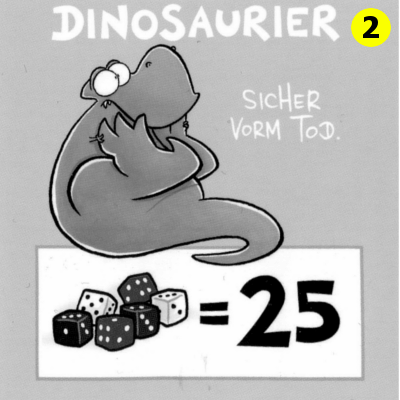 DINOSAURIER 2
SICHER
VORM TOD.
= 25